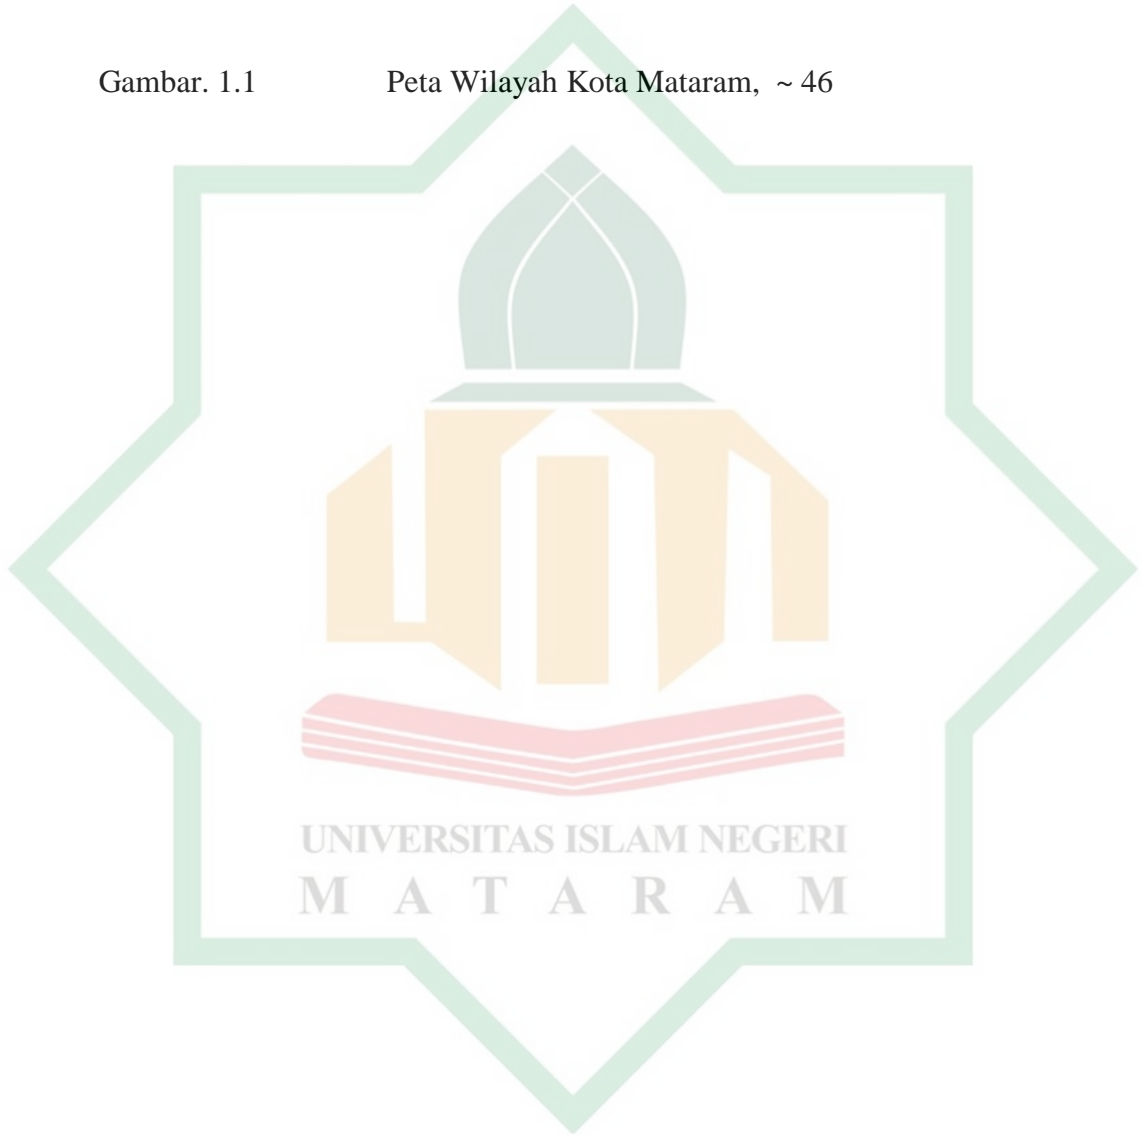 Gambar. 1.1 Peta Wilayah Kota Mataram, ~ 46
UNIVERSITAS ISLAM NEGERI
M A T A R A M